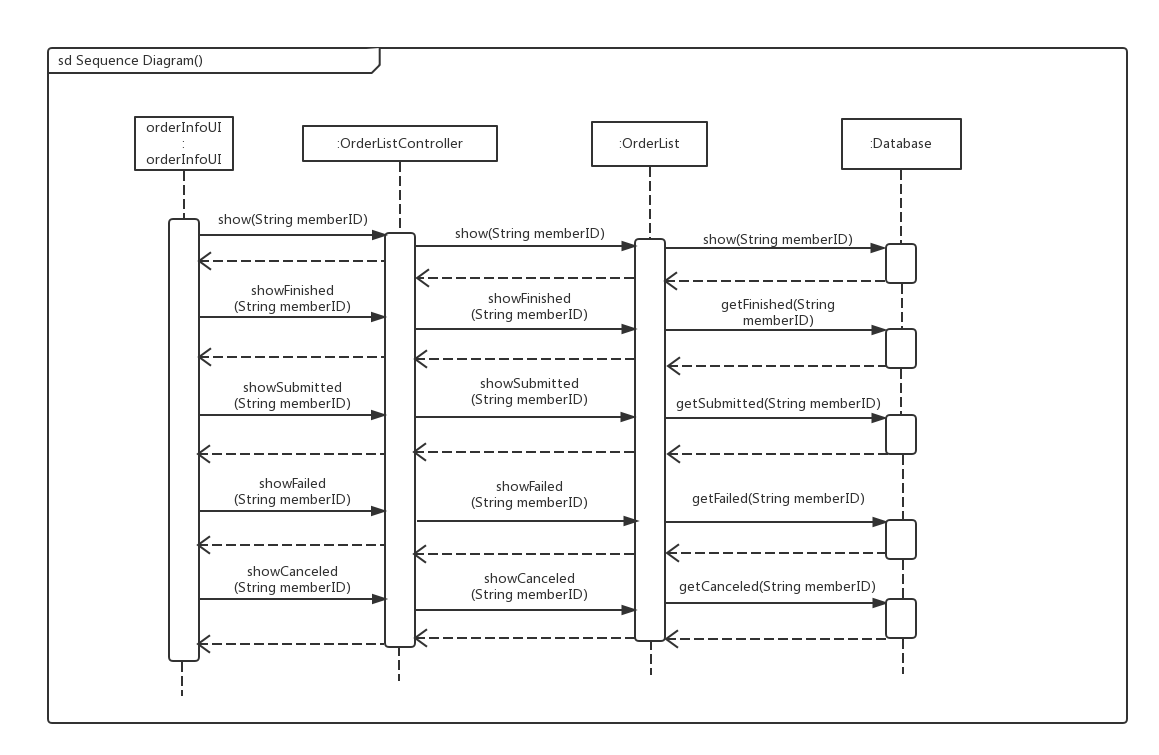 sd Sequence Diagram()
orderInfoUI
:
orderInfoUI
:OrderListController
:OrderList
:Database
show(String memberID)
show(String memberID)
show(String memberID)
showFinished
(String memberID)
showFinished
(String memberID)
getFinished(String
memberID)
showSubmitted
(String memberID)
showSubmitted
(String memberID)
getSubmitted(String memberID)
showFailed
(String memberID)
showFailed
(String memberID)
getFailed(String memberID)
showCanceled
(String memberID)
showCanceled
(String memberID)
getCanceled(String memberID)